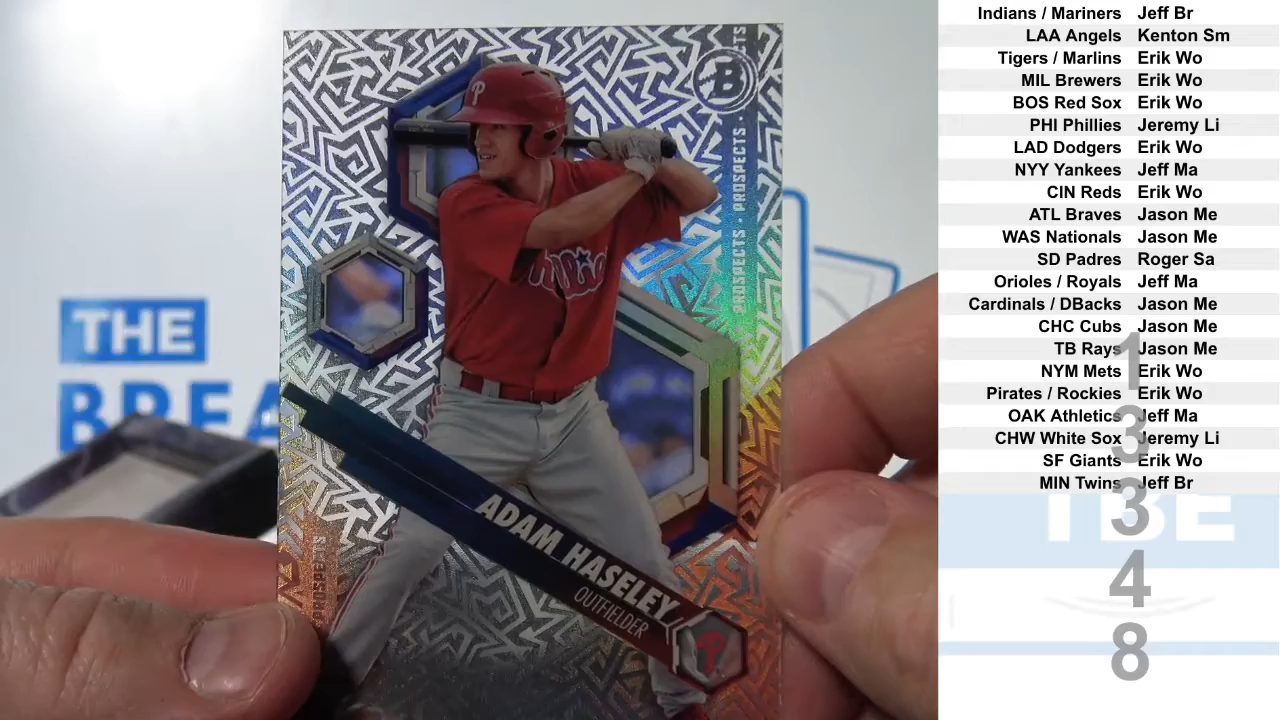 THE
BREA
P
B
PROSPECTS · PROSPECTS ·
Phillies
ADAM HASELEY
OUTFIELDER
PROSPECTS
Indians / Mariners Jeff Br
LAA Angels Kenton Sm
Tigers / Marlins Erik Wo
MIL Brewers Erik Wo
BOS Red Sox Erik Wo
PHI Phillies Jeremy Li
LAD Dodgers Erik Wo
NYY Yankees Jeff Ma
CIN Reds Erik Wo
ATL Braves Jason Me
WAS Nationals Jason Me
SD Padres Roger Sa
Orioles / Royals Jeff Ma
Cardinals / DBacks Jason Me
CHC Cubs Jason Me
TB Rays Jason Me
NYM Mets Erik Wo
Pirates / Rockies Erik Wo
OAK Athletics Jeff Ma
CHW White Sox Jeremy Li
SF Giants Erik Wo
MIN Twins Jeff Br
TBE
1
3
3
4
8